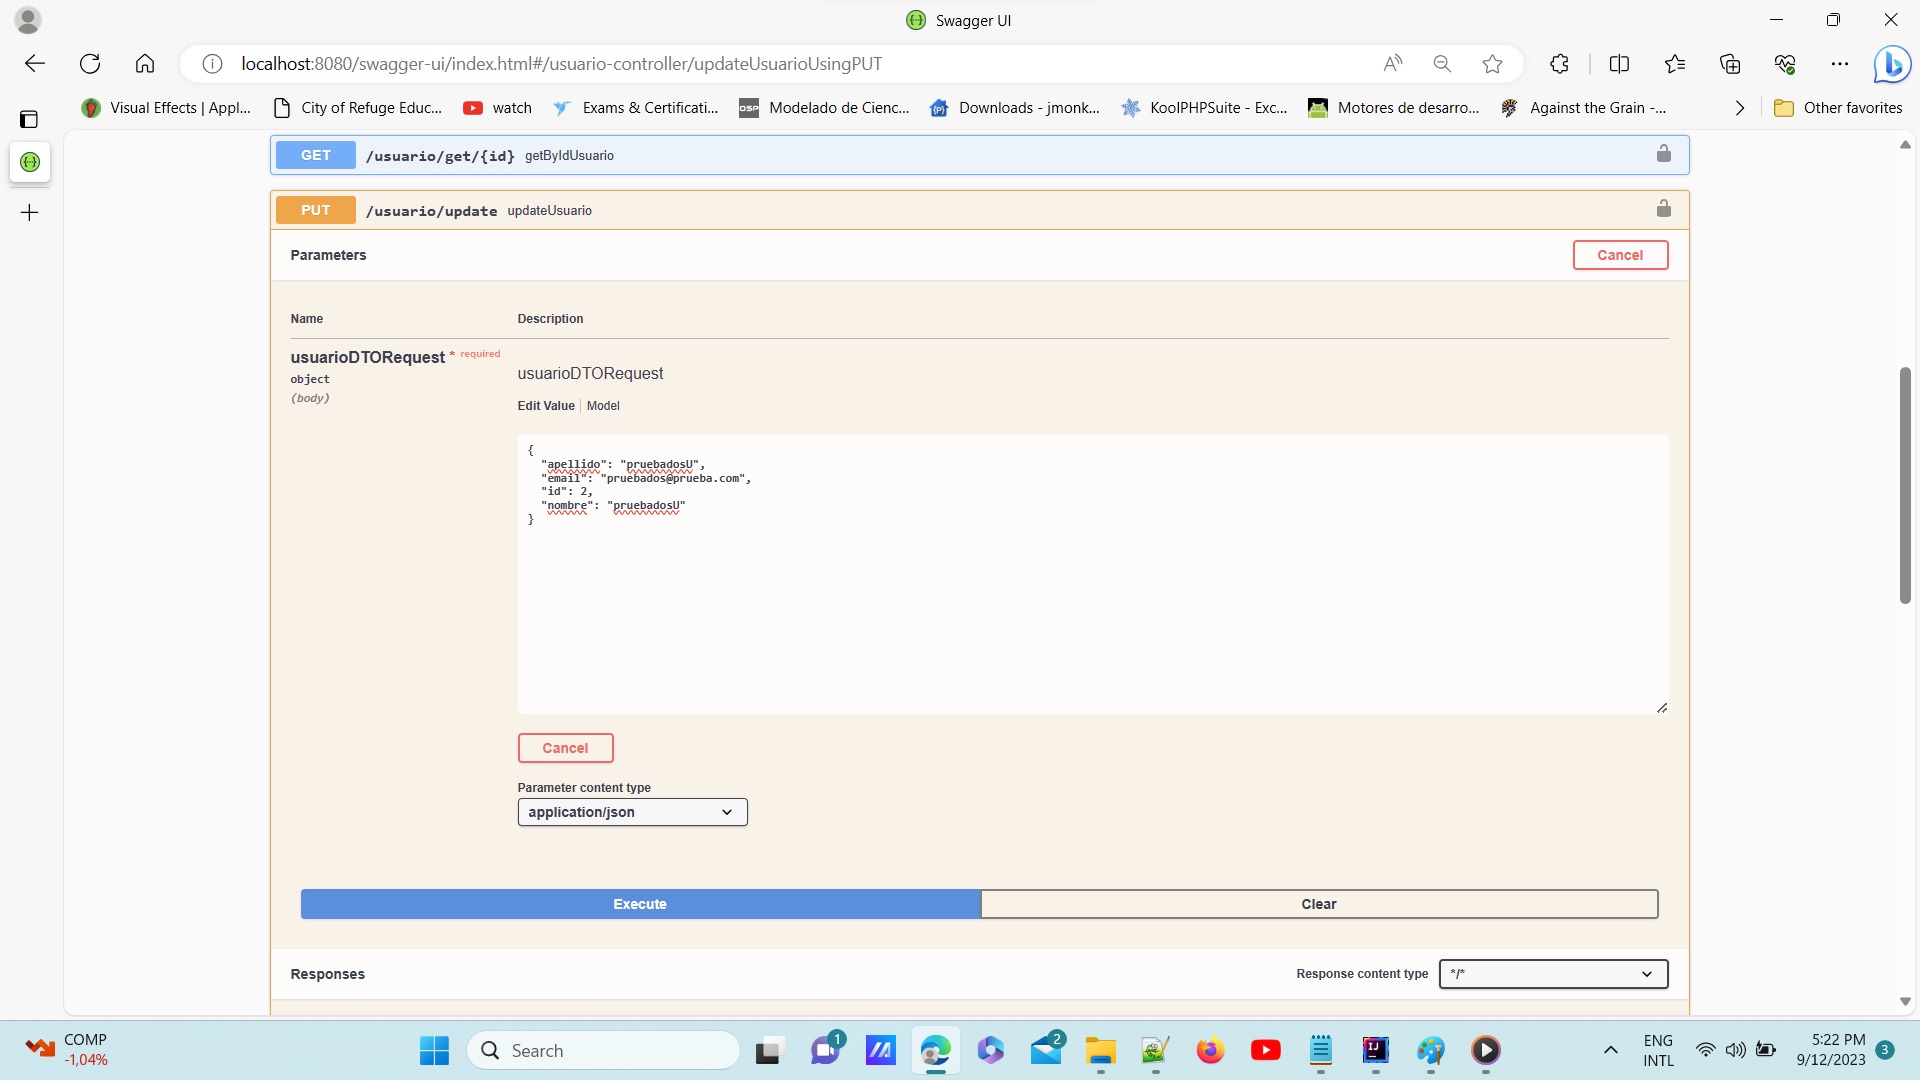 Swagger UI
localhost:8080/swagger-ui/index.html#/usuario-controller/updateUsuarioUsingPUT
Visual Effects | Appl...
City of Refuge Educ...
watch
Exams & Certificati...
OSP
Modelado de Cienc...
Downloads - jmonk...
KoolPHPSuite - Exc...
Motores de desarro...
Against the Grain -...
Other favorites
GET /usuario/get/{id} getByIdUsuario
PUT /usuario/update updateUsuario
Parameters
Cancel
Name Description
usuarioDTORequest * required
object
(body)
usuarioDTORequest
Edit Value | Model
{
"apellido": "pruebadosU",
"email": "pruebados@prueba.com",
"id": 2,
"nombre": "pruebadosU"
}
Cancel
Parameter content type
application/json
Execute
Clear
Responses
Response content type */*
COMP
-1,04%
Search
1
2
IJ
ENG
INTL
5:22 PM
9/12/2023
3